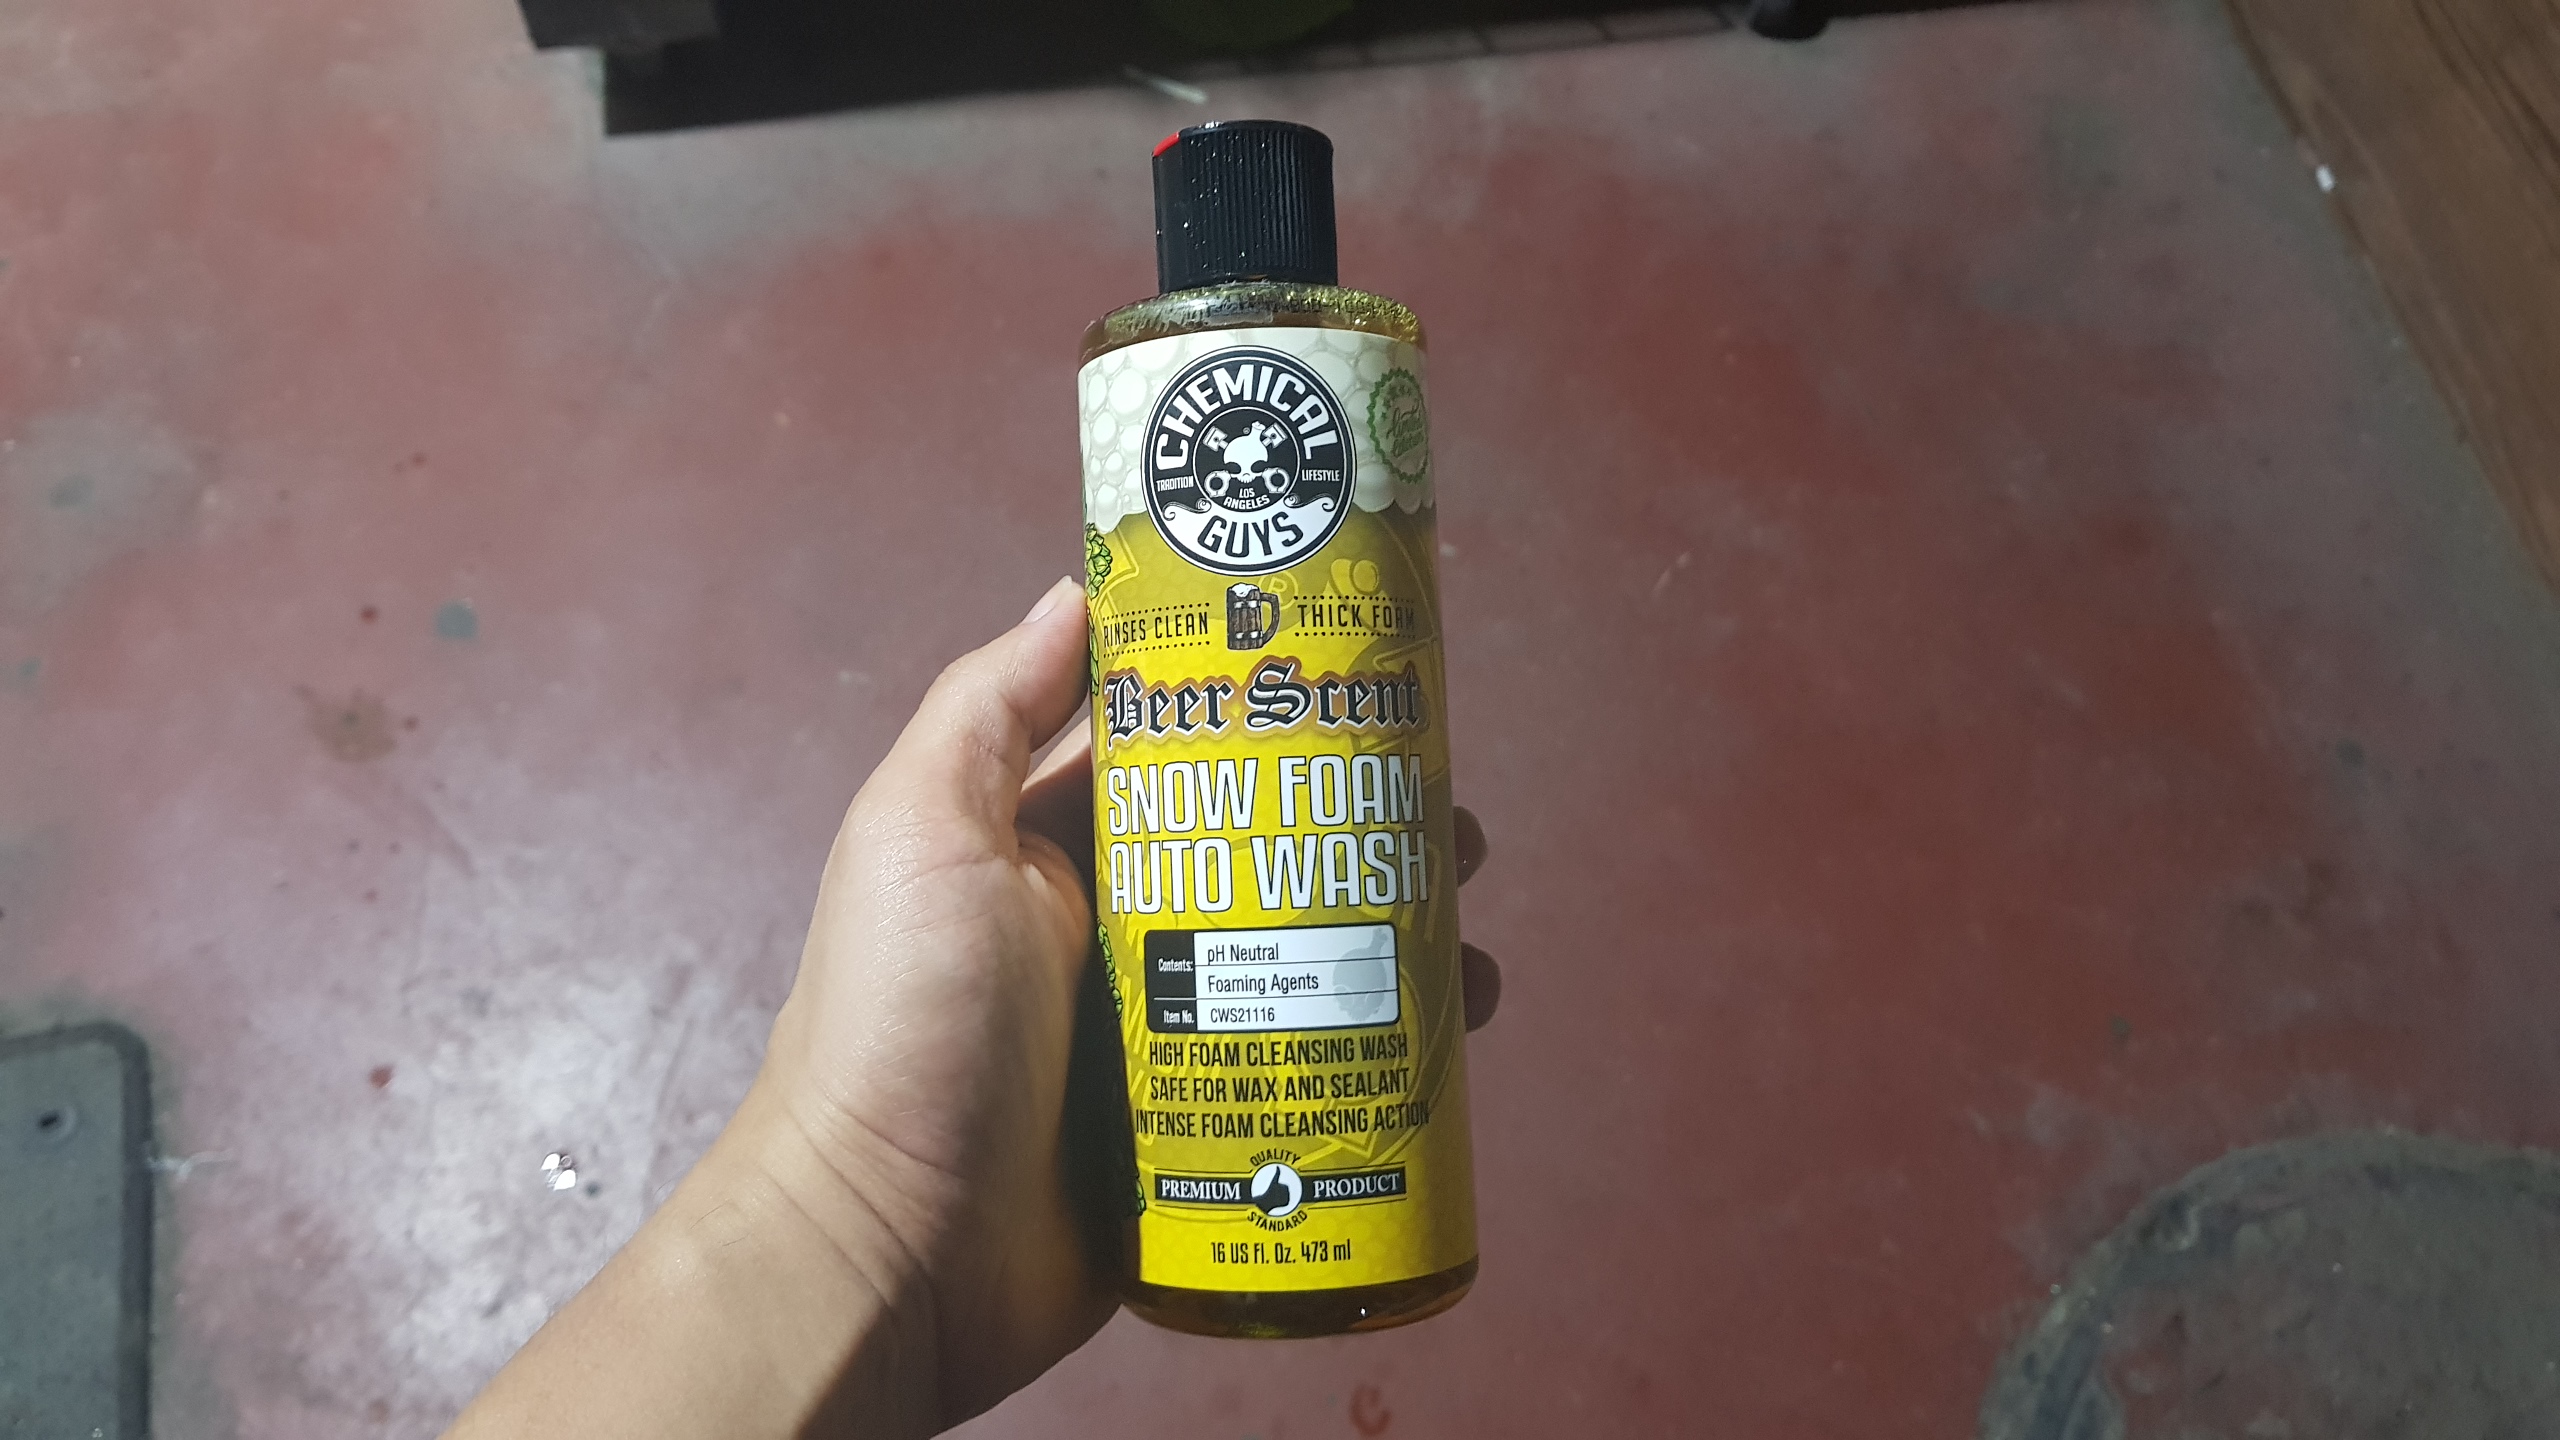 CHEMICAL
TRADITION
LIFESTYLE
LOS
ANGELES
GUYS
RINSES CLEAN
THICK FOAM
Beer Scent
SNOW FOAM
AUTO WASH
Contents: pH Neutral
Foaming Agents
Item No. CWS21116
HIGH FOAM CLEANSING WASH
SAFE FOR WAX AND SEALANT
INTENSE FOAM CLEANSING ACTION
QUALITY
PREMIUM PRODUCT
STANDARD
16 US Fl. Oz. 473 ml